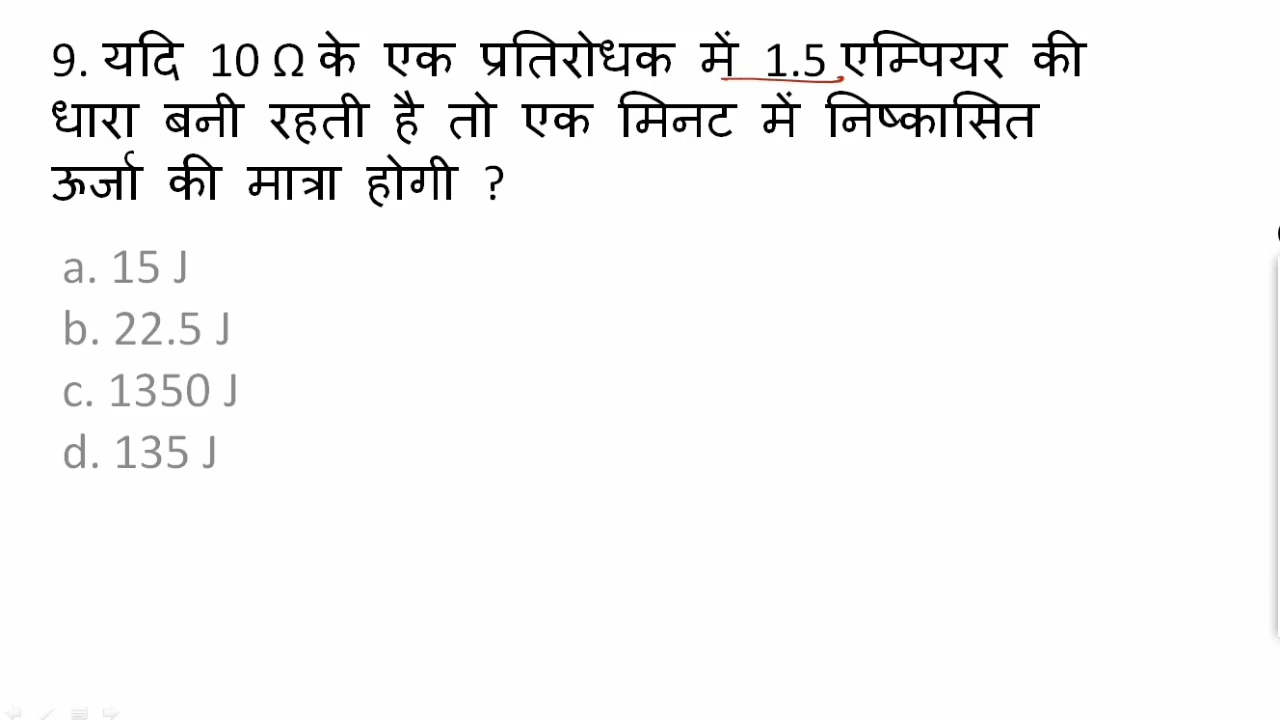 9. यदि 10 Ω के एक प्रतिरोधक में 1.5 एम्पियर की
धारा बनी रहती है तो एक मिनट में निष्कासित
ऊर्जा की मात्रा होगी ?
a. 15 J
b. 22.5 J
c. 1350 J
d. 135 J